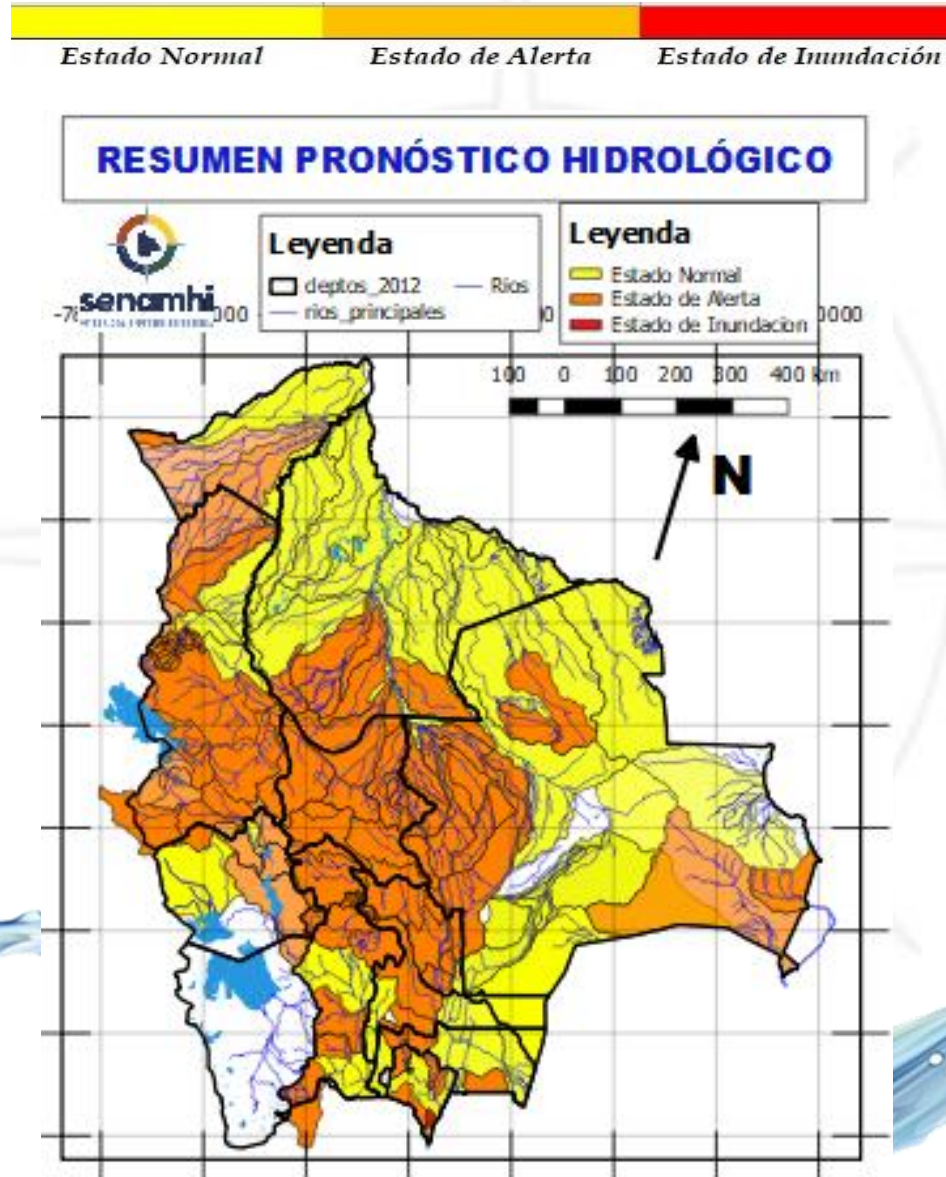 Estado Normal Estado de Alerta Estado de Inundación
RESUMEN PRONÓSTICO HIDROLÓGICO
senamhi
Leyenda
deptos_2012 Rios
rios_principales
Leyenda
Estado Normal
Estado de Alerta
Estado de Inundacion
100 0 100 200 300 400 km
N